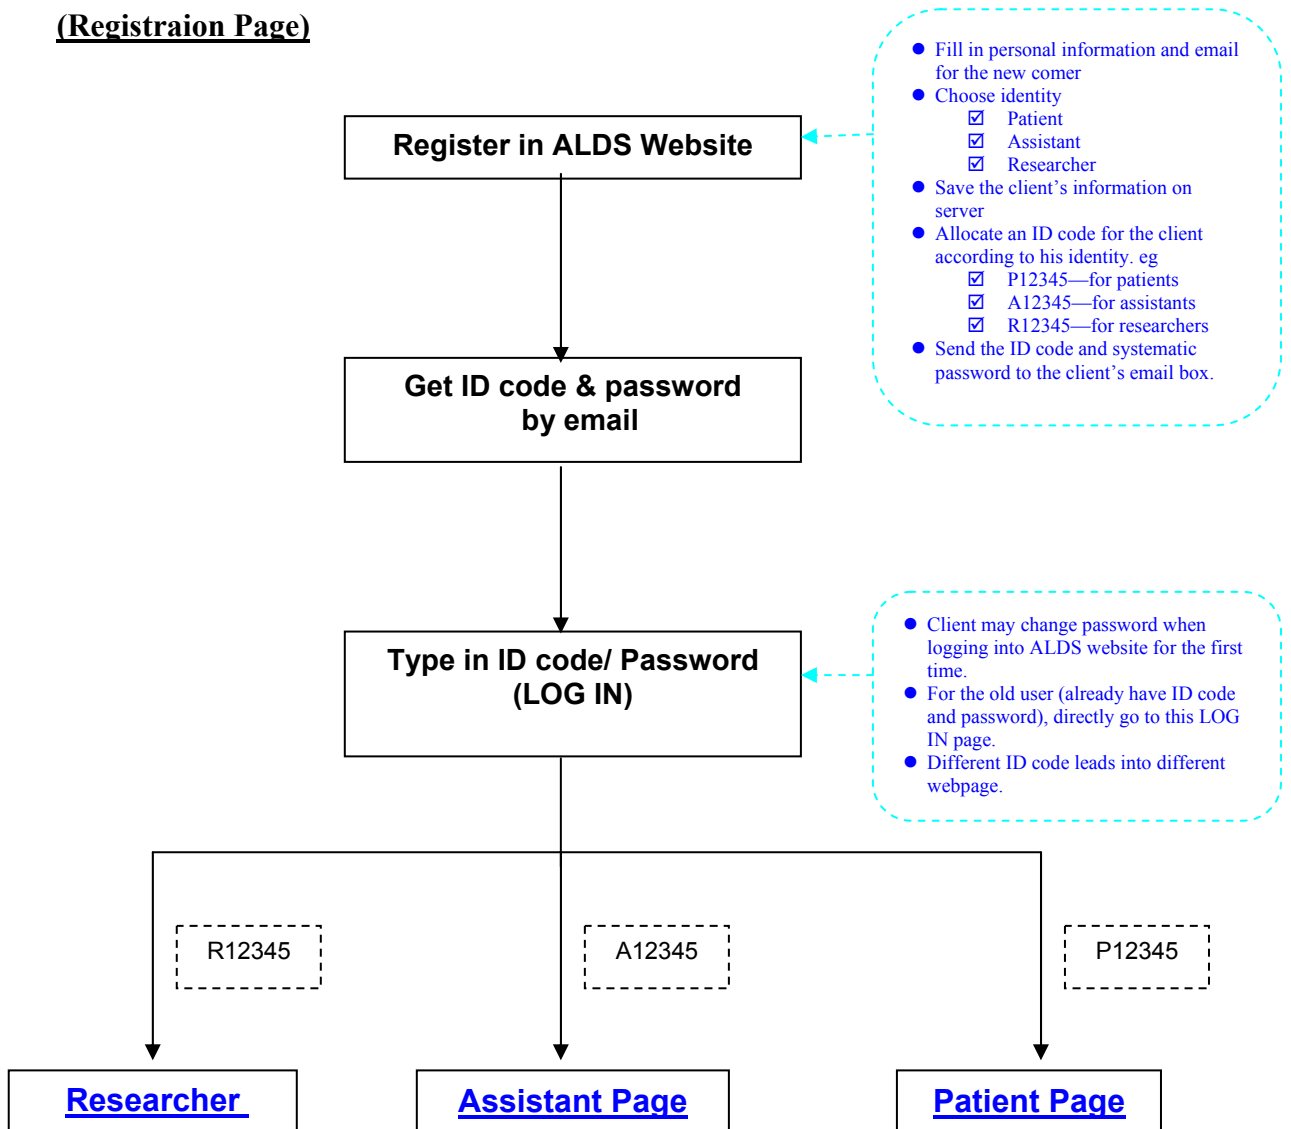 (Registraion Page)
● Fill in personal information and email
for the new comer
● Choose identity
☑ Patient
☑ Assistant
☑ Researcher
● Save the client’s information on
server
● Allocate an ID code for the client
according to his identity. eg
☑ P12345—for patients
☑ A12345—for assistants
☑ R12345—for researchers
● Send the ID code and systematic
password to the client’s email box.
Register in ALDS Website
Get ID code & password
by email
Type in ID code/ Password
(LOG IN)
● Client may change password when
logging into ALDS website for the first
time.
● For the old user (already have ID code
and password), directly go to this LOG
IN page.
● Different ID code leads into different
webpage.
R12345
A12345
P12345
Researcher
Assistant Page
Patient Page